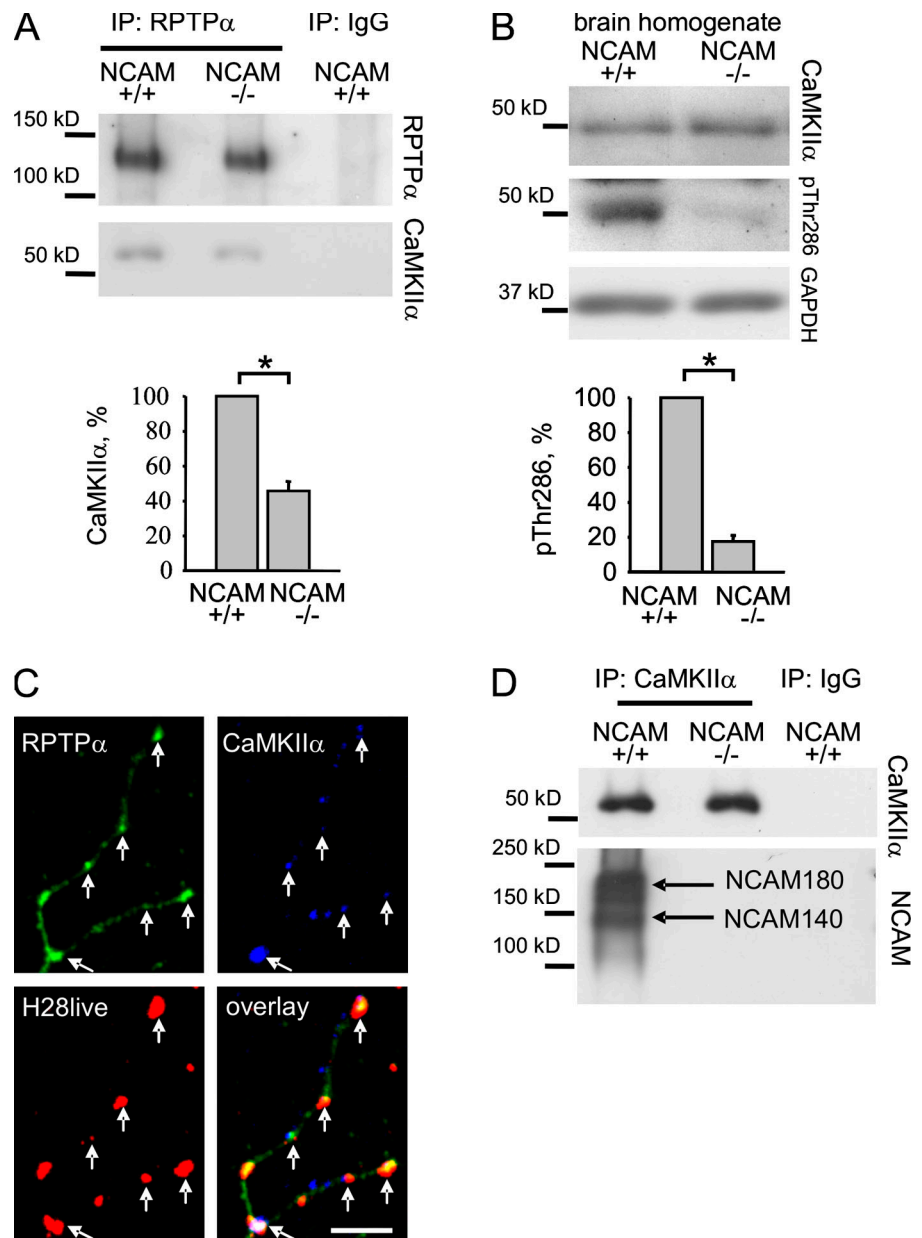 A
IP: RPTPα
IP: IgG
NCAM
+/+
NCAM
-/-
NCAM
+/+
150 kD
100 kD
RPTPα
50 kD
CaMKIIα
CaMKIIα, %
100
80
60
40
20
0
*
NCAM
+/+
NCAM
-/-
B
brain homogenate
NCAM
+/+
NCAM
-/-
50 kD
CaMKIIα
50 kD
pThr286
37 kD
GAPDH
pThr286, %
100
80
60
40
20
0
*
NCAM
+/+
NCAM
-/-
C
RPTPα
CaMKIIα
H28live
overlay
D
IP: CaMKIIα
IP: IgG
NCAM
+/+
NCAM
-/-
NCAM
+/+
50 kD
CaMKIIα
250 kD
150 kD
100 kD
NCAM180
NCAM140
NCAM